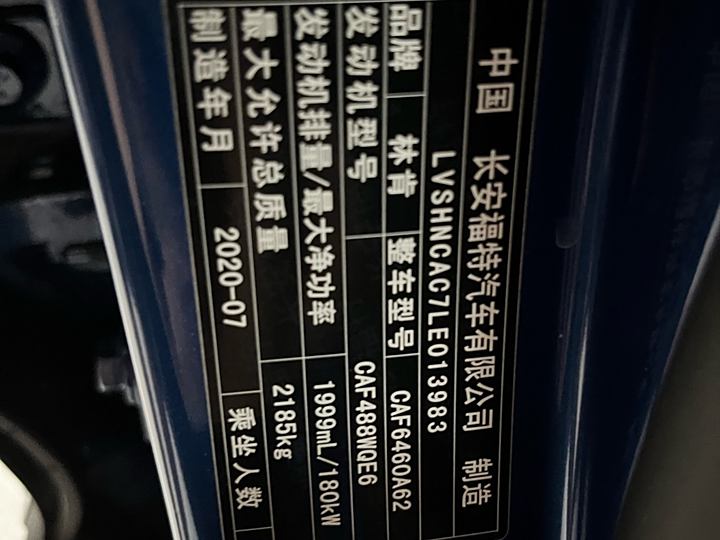 中国 长安福特汽车有限公司 制造
LVSHNCAC7LE013983
品牌 林肯 整车型号 CAF6460A62
发动机型号 CAF488WQE6
发动机排量/最大净功率 1999mL/180kW
最大允许总质量 2185kg
制造年月 2020-07 乘坐人数